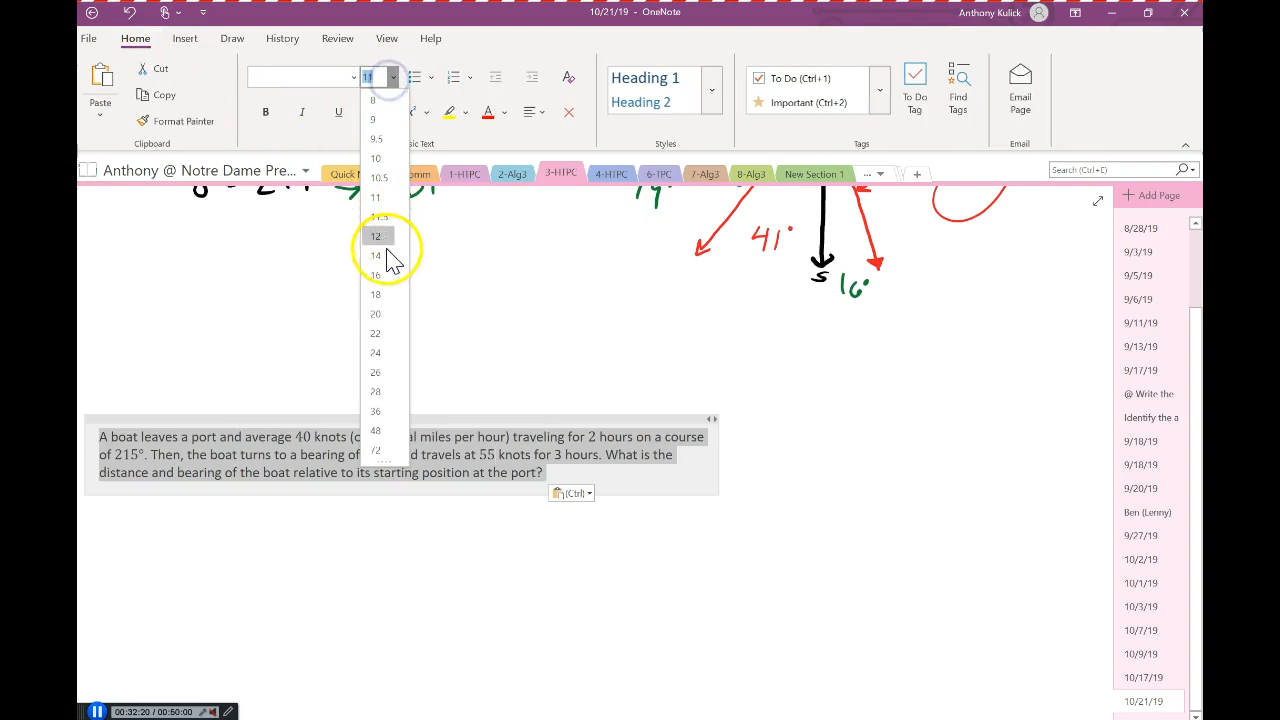 10/21/19 - OneNote
Anthony Kulick
File
Home
Insert
Draw
History
Review
View
Help
Paste
Cut
Copy
Format Painter
Clipboard
11
B
I
U
A
Text
Heading 1
Heading 2
Styles
To Do (Ctrl+1)
Important (Ctrl+2)
Tags
To Do
Tag
Find
Tags
Email
Page
Email
Anthony @ Notre Dame Pre...
Quick
omm
1-HTPC
2-Alg3
3-HTPC
4-HTPC
6-TPC
7-Alg3
8-Alg3
New Section 1
...
Search (Ctrl+E)
8
9
9.5
10
10.5
11
11.5
12
14
16
18
20
22
24
26
28
36
48
72
41°
S
16°
A boat leaves a port and average 40 knots (o al miles per hour) traveling for 2 hours on a course
of 215°. Then, the boat turns to a bearing of d travels at 55 knots for 3 hours. What is the
distance and bearing of the boat relative to its starting position at the port?
(Ctrl)
Add Page
8/28/19
9/3/19
9/5/19
9/6/19
9/11/19
9/13/19
9/17/19
@ Write the
Identify the a
9/18/19
9/18/19
9/20/19
Ben (Lenny)
9/27/19
10/2/19
10/1/19
10/3/19
10/7/19
10/9/19
10/17/19
10/21/19
00:32:20 / 00:50:00